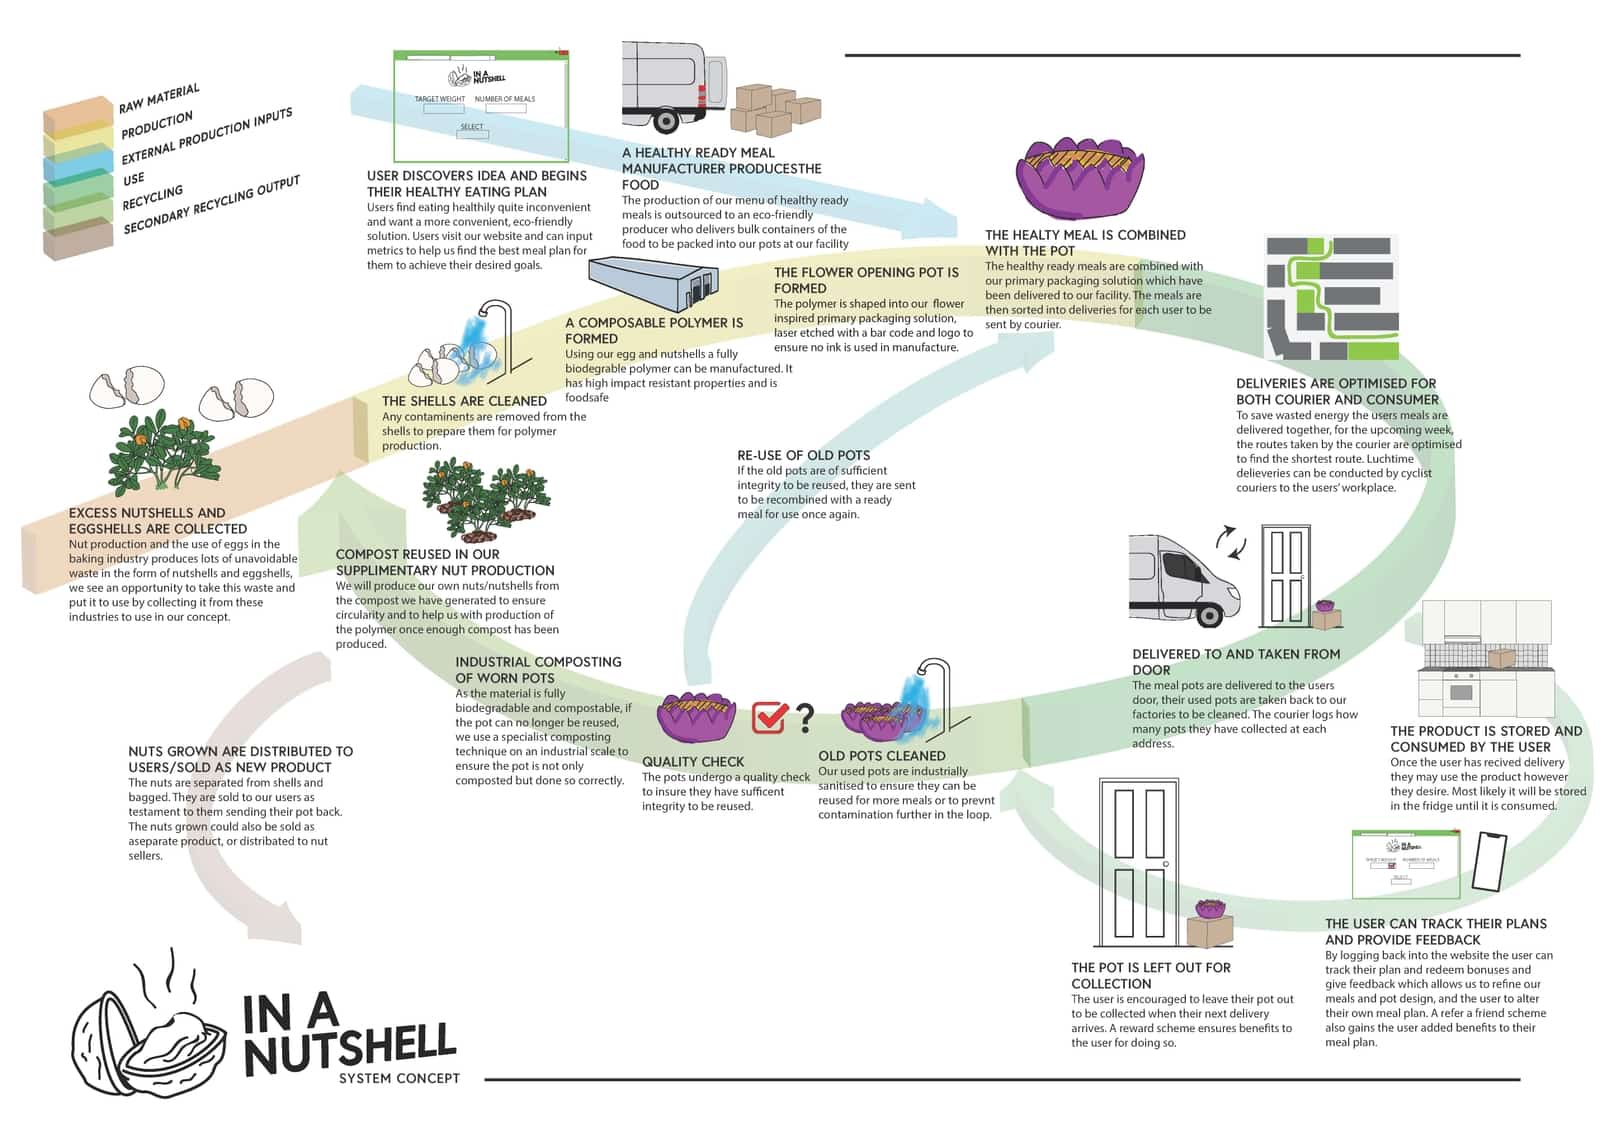 RAW MATERIAL
PRODUCTION
EXTERNAL PRODUCTION INPUTS
USE
RECYCLING
SECONDARY RECYCLING OUTPUT
IN A
NUTSHELL
TARGET WEIGHT NUMBER OF MEALS
SELECT
USER DISCOVERS IDEA AND BEGINS
THEIR HEALTHY EATING PLAN
Users find eating healthily quite inconvenient
and want a more convenient, eco-friendly
solution. Users visit our website and can input
metrics to help us find the best meal plan for
them to achieve their desired goals.
A HEALTHY READY MEAL
MANUFACTURER PRODUCESTHE
FOOD
The production of our menu of healthy ready
meals is outsourced to an eco-friendly
producer who delivers bulk containers of the
food to be packed into our pots at our facility
THE HEALTY MEAL IS COMBINED
WITH THE POT
The healthy ready meals are combined with
our primary packaging solution which have
been delivered to our facility. The meals are
then sorted into deliveries for each user to be
sent by courier.
THE FLOWER OPENING POT IS
FORMED
The polymer is shaped into our flower
inspired primary packaging solution,
laser etched with a bar code and logo to
ensure no ink is used in manufacture.
A COMPOSABLE POLYMER IS
FORMED
Using our egg and nutshells a fully
biodegrable polymer can be manufactured. It
has high impact resistant properties and is
foodsafe
THE SHELLS ARE CLEANED
Any contaminents are removed from the
shells to prepare them for polymer
production.
DELIVERIES ARE OPTIMISED FOR
BOTH COURIER AND CONSUMER
To save wasted energy the users meals are
delivered together, for the upcoming week,
the routes taken by the courier are optimised
to find the shortest route. Luchtime
delieveries can be conducted by cyclist
couriers to the users' workplace.
EXCESS NUTSHELLS AND
EGGSHELLS ARE COLLECTED
Nut production and the use of eggs in the
baking industry produces lots of unavoidable
waste in the form of nutshells and eggshells,
we see an opportunity to take this waste and
put it to use by collecting it from these
industries to use in our concept.
RE-USE OF OLD POTS
If the old pots are of sufficient
integrity to be reused, they are sent
to be recombined with a ready
meal for use once again.
COMPOST REUSED IN OUR
SUPPLIMENTARY NUT PRODUCTION
We will produce our own nuts/nutshells from
the compost we have generated to ensure
circularity and to help us with production of
the polymer once enough compost has been
produced.
INDUSTRIAL COMPOSTING
OF WORN POTS
As the material is fully
biodegradable and compostable, if
the pot can no longer be reused,
we use a specialist composting
technique on an industrial scale to
ensure the pot is not only
composted but done so correctly.
?
QUALITY CHECK
The pots undergo a quality check
to insure they have sufficent
integrity to be reused.
OLD POTS CLEANED
Our used pots are industrially
sanitised to ensure they can be
reused for more meals or to prevnt
contamination further in the loop.
DELIVERED TO AND TAKEN FROM
DOOR
The meal pots are delivered to the users
door, their used pots are taken back to our
factories to be cleaned. The courier logs how
many pots they have collected at each
address.
THE PRODUCT IS STORED AND
CONSUMED BY THE USER
Once the user has recived delivery
they may use the product however
they desire. Most likely it will be stored
in the fridge until it is consumed.
NUTS GROWN ARE DISTRIBUTED TO
USERS/SOLD AS NEW PRODUCT
The nuts are separated from shells and
bagged. They are sold to our users as
testament to them sending their pot back.
The nuts grown could also be sold as
aseparate product, or distributed to nut
sellers.
IN A
NUTSHELL
TARGET WEIGHT NUMBER OF MEALS
SELECT
THE USER CAN TRACK THEIR PLANS
AND PROVIDE FEEDBACK
By logging back into the website the user can
track their plan and redeem bonuses and
give feedback which allows us to refine our
meals and pot design, and the user to alter
their own meal plan. A refer a friend scheme
also gains the user added benefits to their
meal plan.
THE POT IS LEFT OUT FOR
COLLECTION
The user is encouraged to leave their pot out
to be collected when their next delivery
arrives. A reward scheme ensures benefits to
the user for doing so.
IN A
NUTSHELL
SYSTEM CONCEPT